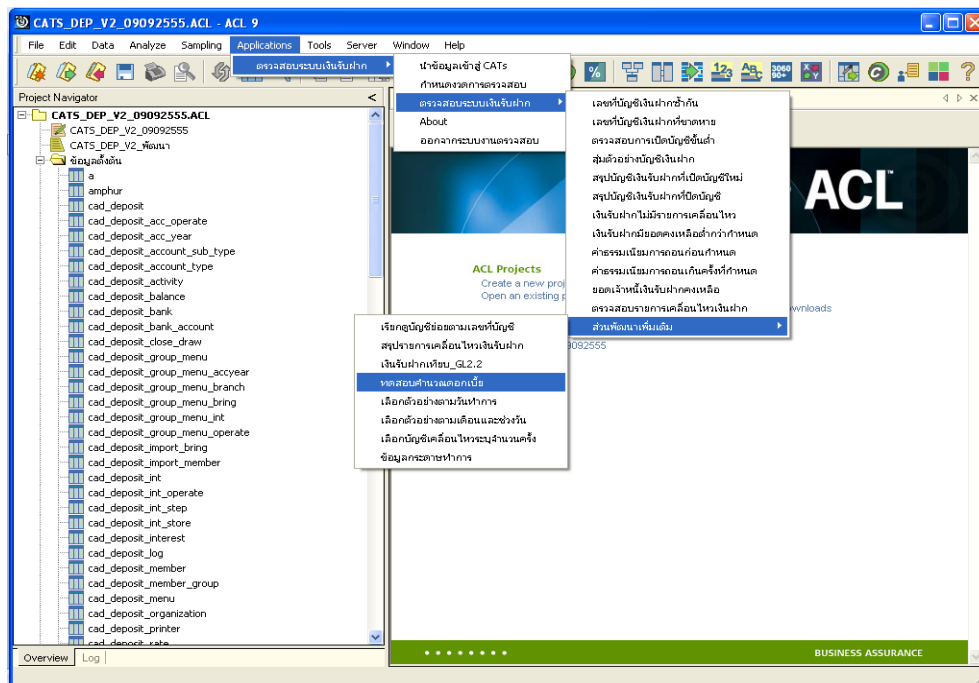 CATS_DEP_V2_09092555.ACL - ACL 9
File Edit Data Analyze Sampling Applications Tools Server Window Help
ตรวจสอบระบบเงินรับฝาก
นำข้อมูลเข้าสู่ CATs
กำหนดงวดการตรวจสอบ
ตรวจสอบระบบเงินรับฝาก
About
ออกจากระบบงานตรวจสอบ
เลขที่บัญชีเงินฝากซ้ำกัน
เลขที่บัญชีเงินฝากที่ขาดหาย
ตรวจสอบการเปิดบัญชีขั้นต่ำ
สุ่มตัวอย่างบัญชีเงินฝาก
สรุปบัญชีเงินรับฝากที่เปิดบัญชีใหม่
สรุปบัญชีเงินรับฝากที่ปิดบัญชี
เงินรับฝากไม่มีรายการเคลื่อนไหว
เงินรับฝากมียอดคงเหลือต่ำกว่ากำหนด
ค่าธรรมเนียมการถอนก่อนกำหนด
ค่าธรรมเนียมการถอนเกินครั้งที่กำหนด
ยอดเจ้าหนี้เงินรับฝากคงเหลือ
ตรวจสอบรายการเคลื่อนไหวเงินฝาก
ส่วนพัฒนาเพิ่มเติม
เรียกดูบัญชีย่อยตามเลขที่บัญชี
สรุปรายการเคลื่อนไหวเงินรับฝาก
เงินรับฝากเทียบ_GL2.2
ทดสอบคำนวณดอกเบี้ย
เลือกตัวอย่างตามวันทำการ
เลือกตัวอย่างตามเดือนและช่วงวัน
เลือกบัญชีเคลื่อนไหวระบุจำนวนครั้ง
ข้อมูลกระดาษทำการ
Project Navigator
CATS_DEP_V2_09092555.ACL
CATS_DEP_V2_09092555
CATS_DEP_V2_พัฒนา
ข้อมูลตั้งต้น
a
amphur
cad_deposit
cad_deposit_acc_operate
cad_deposit_acc_year
cad_deposit_account_sub_type
cad_deposit_account_type
cad_deposit_activity
cad_deposit_balance
cad_deposit_bank
cad_deposit_bank_account
cad_deposit_close_draw
cad_deposit_group_menu
cad_deposit_group_menu_accyear
cad_deposit_group_menu_branch
cad_deposit_group_menu_bring
cad_deposit_group_menu_int
cad_deposit_group_menu_operate
cad_deposit_import_bring
cad_deposit_import_member
cad_deposit_int
cad_deposit_int_operate
cad_deposit_int_step
cad_deposit_int_store
cad_deposit_interest
cad_deposit_log
cad_deposit_member
cad_deposit_member_group
cad_deposit_menu
cad_deposit_organization
cad_deposit_printer
cad_deposit_rate
Overview Log
ACL
ACL Projects
Create a new proj
Open an existing p
wnloads
092555
BUSINESS ASSURANCE